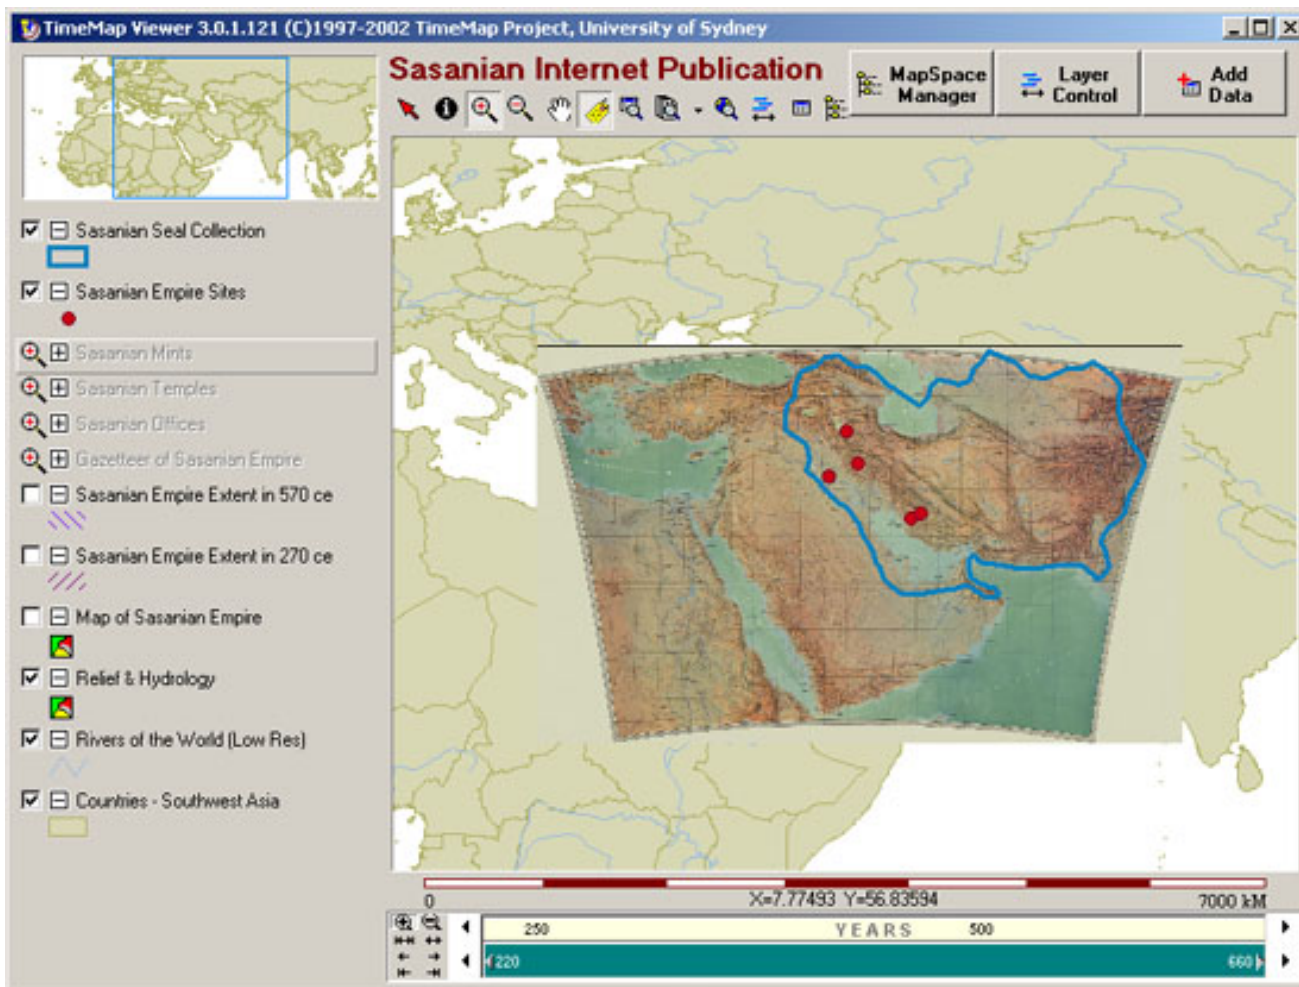 TimeMap Viewer 3.0.1.121 (C)1997-2002 TimeMap Project, University of Sydney
Sasanian Internet Publication
MapSpace
Manager
Layer
Control
Add
Data
Sasanian Seal Collection
Sasanian Empire Sites
Sasanian Mints
Sasanian Temples
Sasanian Offices
Gazetteer of Sasanian Empire
Sasanian Empire Extent in 570 ce
Sasanian Empire Extent in 270 ce
Map of Sasanian Empire
Relief & Hydrology
Rivers of the World (Low Res)
Countries - Southwest Asia
0 X=7.77493 Y=56.83594 7000 kM
250 YEARS 500
220 660